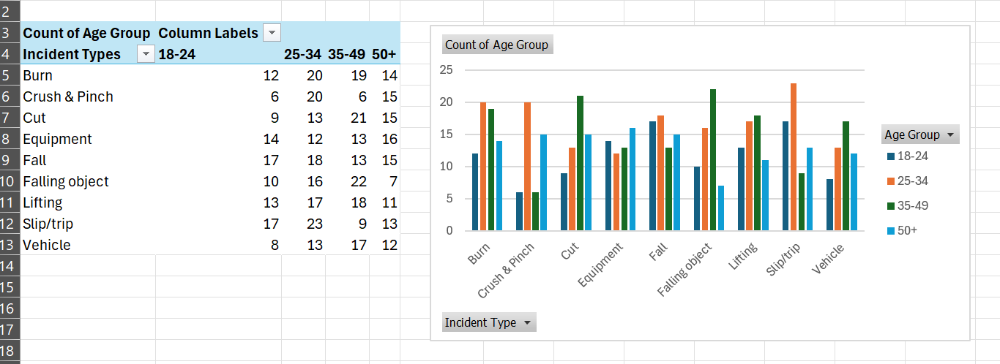 2
3 Count of Age Group Column Labels
4 Incident Types 18-24 25-34 35-49 50+
5 Burn 12 20 19 14
6 Crush & Pinch 6 20 6 15
7 Cut 9 13 21 15
8 Equipment 14 12 13 16
9 Fall 17 18 13 15
10 Falling object 10 16 22 7
11 Lifting 13 17 18 11
12 Slip/trip 17 23 9 13
13 Vehicle 8 13 17 12
14
15
16
17
18
Count of Age Group
25
20
15
10
5
0
Burn
Crush & Pinch
Cut
Equipment
Fall
Falling object
Lifting
Slip/trip
Vehicle
Incident Type
Age Group
18-24
25-34
35-49
50+